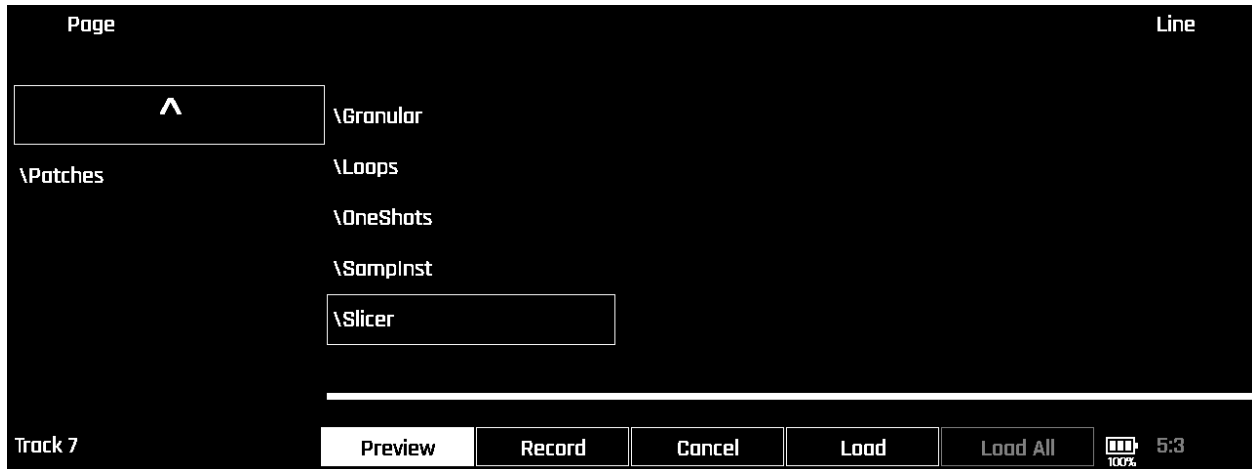 Page
Line
^
\Granular
\Patches
\Loops
\OneShots
\SampInst
\Slicer
Track 7
Preview
Record
Cancel
Load
Load All
100%
5:3